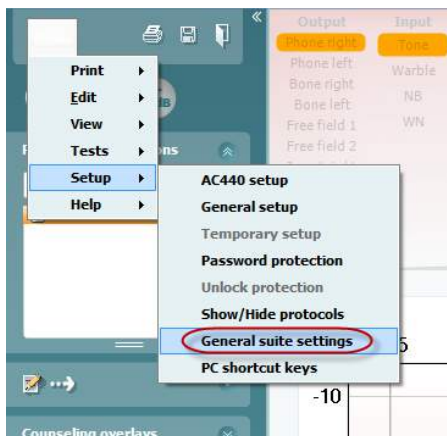 Output Input
Phone right Tone
Phone left Warble
Bone right NB
Bone left WN
Free field 1
Free field 2
Print
Edit
View
Tests
Setup
Help
AC440 setup
General setup
Temporary setup
Password protection
Unlock protection
Show/Hide protocols
General suite settings
PC shortcut keys
-10
Counseling overlays